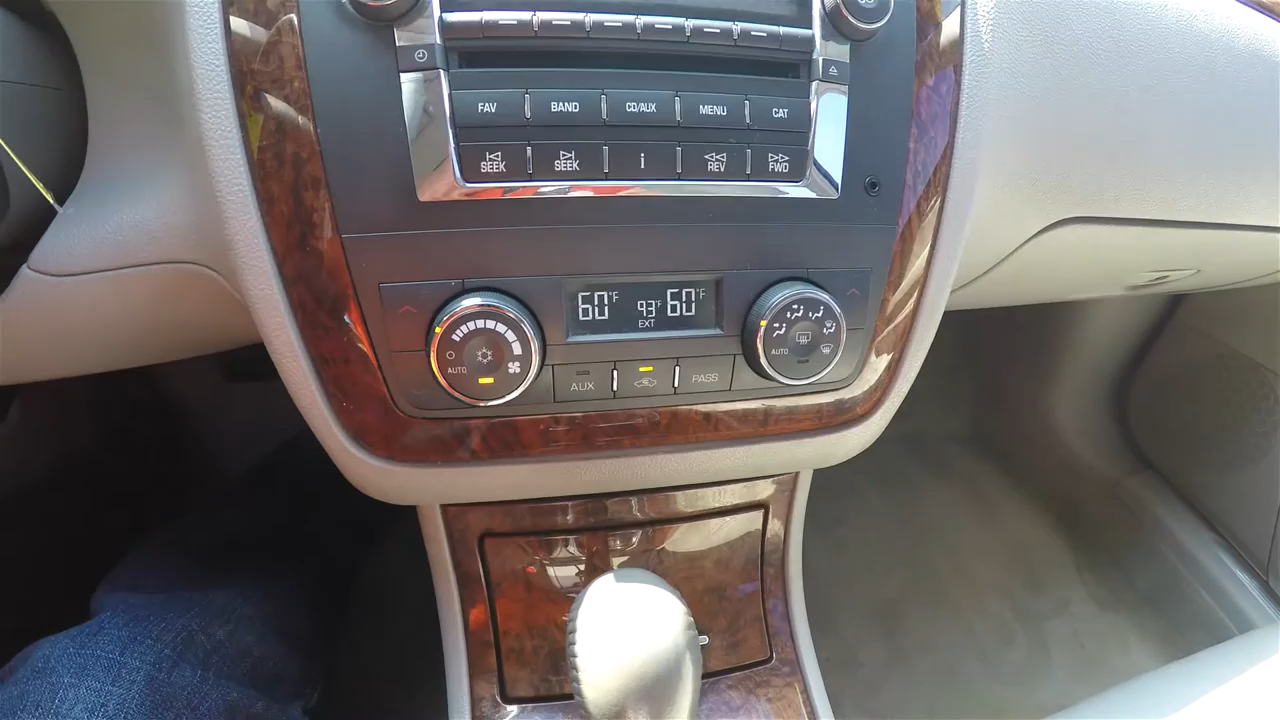 FAV BAND CD/AUX MENU CAT
SEEK SEEK i REV FWD
60°F 93°F 60°F
EXT
AUTO
AUTO
AUX PASS